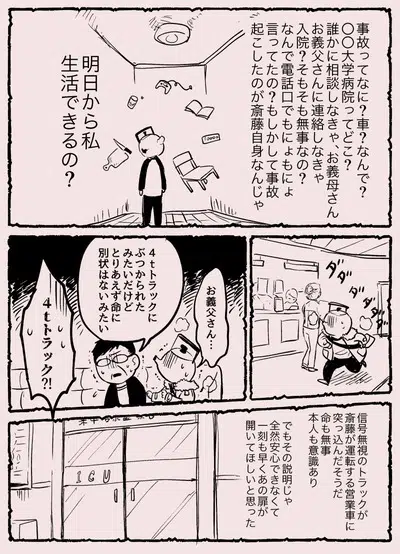 事故ってなに？車？なんで？
〇〇大学病院ってどこ？
誰かに相談しなきゃ、お義母さん
お義父さんに連絡しなきゃ
入院？そもそも無事なの？
なんで電話口でもにょもにょ
言ってたの？もしかして事故
起こしたのが斎藤自身なんじゃ
明日から私
生活できるの？
ダダダダ
お義父さん…
４ｔトラックに
ぶつかられた
みたいだけど
とりあえず命に
別状はないみたい
４ｔトラック?!
信号無視のトラックが
斎藤が運転する営業車に
突っ込んだそうだ
命も無事
本人も意識あり
でもその説明じゃ
全然安心できなくて
一刻も早くあの扉が
開いてほしいと思った
ICU